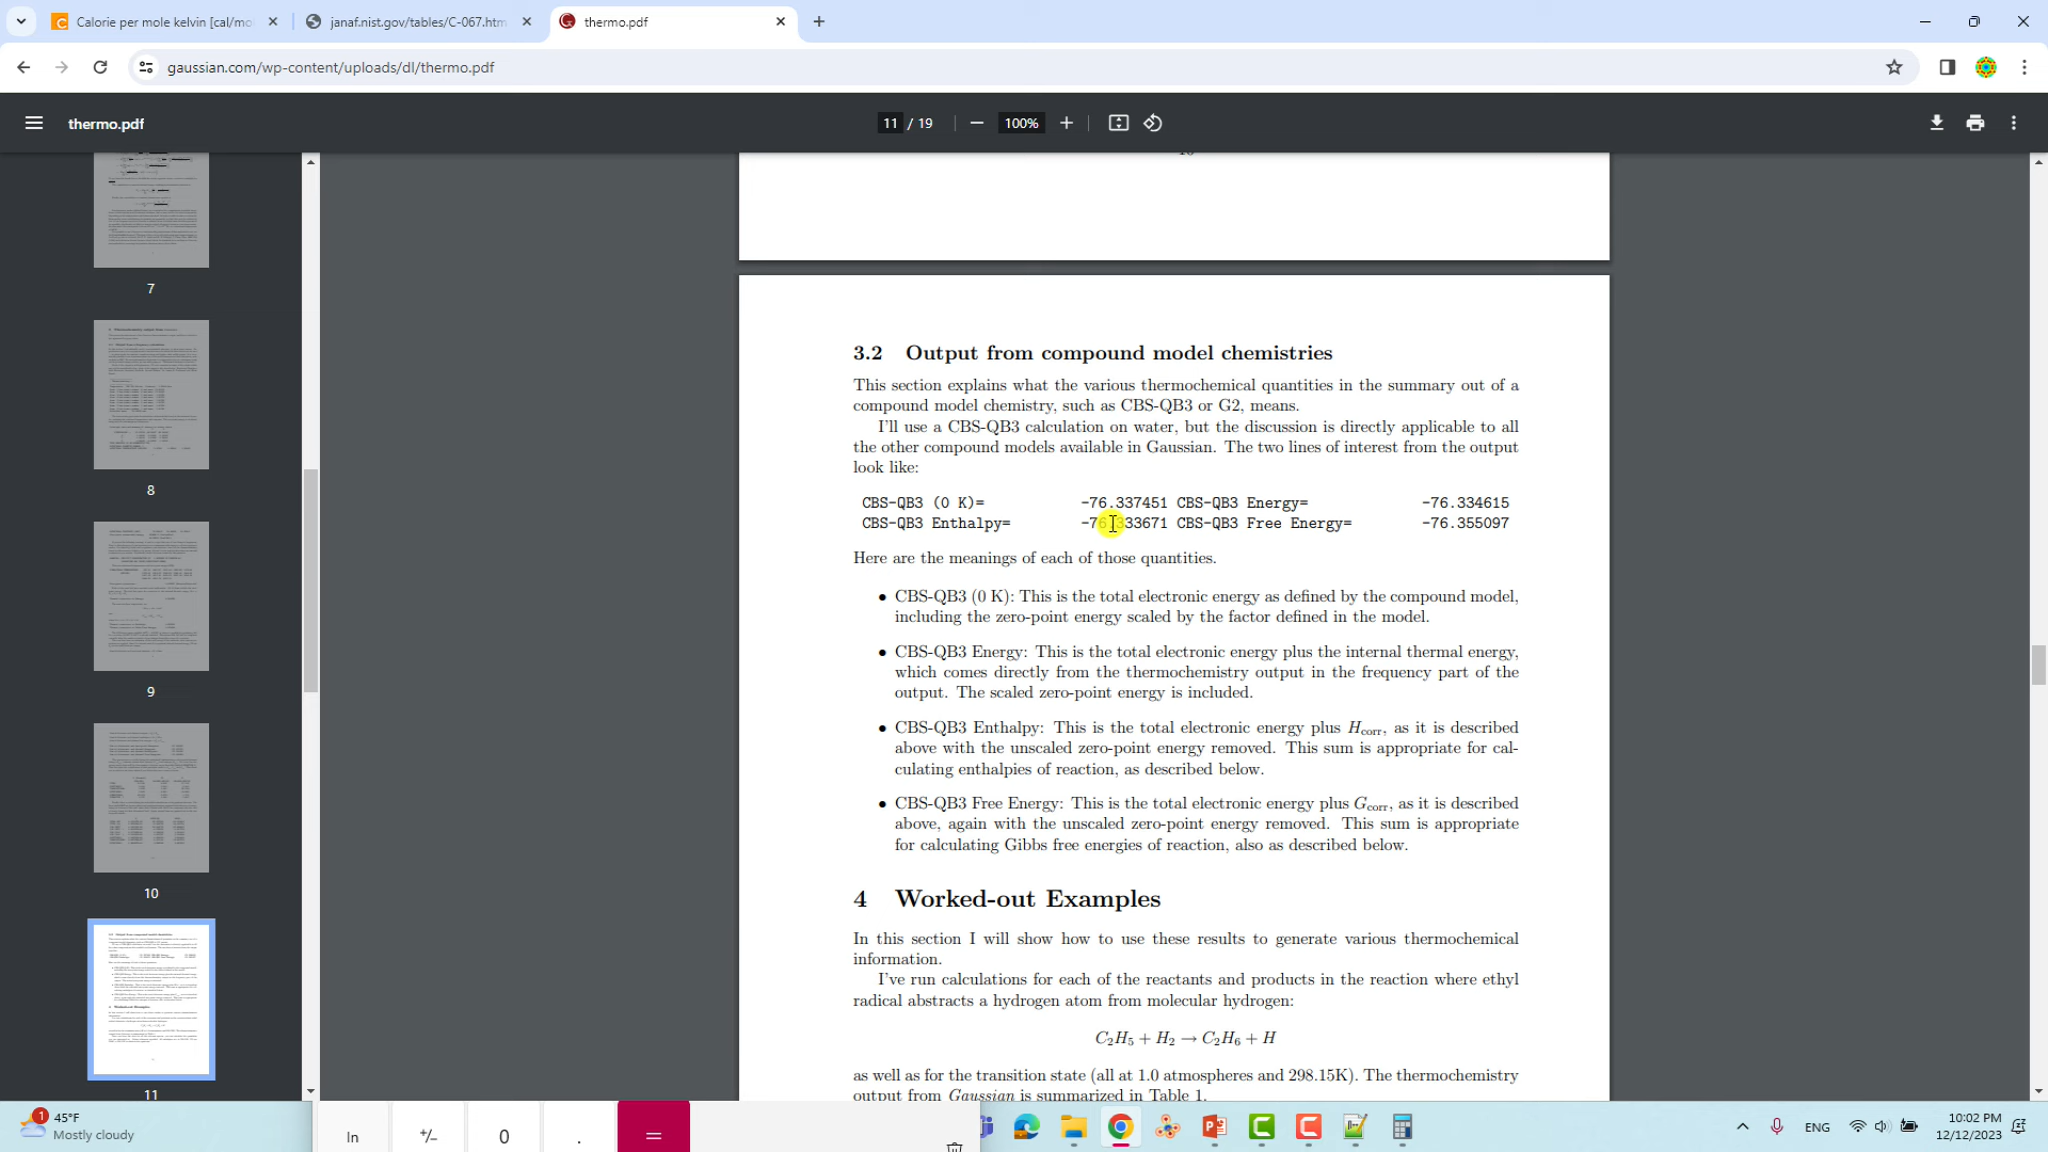 Calorie per mole kelvin [cal/mo
janaf.nist.gov/tables/C-067.htm
thermo.pdf
gaussian.com/wp-content/uploads/dl/thermo.pdf
thermo.pdf
11 / 19
100%
7
8
9
10
11
3.2 Output from compound model chemistries
This section explains what the various thermochemical quantities in the summary out of a
compound model chemistry, such as CBS-QB3 or G2, means.
I'll use a CBS-QB3 calculation on water, but the discussion is directly applicable to all
the other compound models available in Gaussian. The two lines of interest from the output
look like:
CBS-QB3 (0 K)= -76.337451 CBS-QB3 Energy= -76.334615
CBS-QB3 Enthalpy= -76.333671 CBS-QB3 Free Energy= -76.355097
Here are the meanings of each of those quantities.
• CBS-QB3 (0 K): This is the total electronic energy as defined by the compound model,
including the zero-point energy scaled by the factor defined in the model.
• CBS-QB3 Energy: This is the total electronic energy plus the internal thermal energy,
which comes directly from the thermochemistry output in the frequency part of the
output. The scaled zero-point energy is included.
• CBS-QB3 Enthalpy: This is the total electronic energy plus Hcorr, as it is described
above with the unscaled zero-point energy removed. This sum is appropriate for cal-
culating enthalpies of reaction, as described below.
• CBS-QB3 Free Energy: This is the total electronic energy plus Gcorr, as it is described
above, again with the unscaled zero-point energy removed. This sum is appropriate
for calculating Gibbs free energies of reaction, also as described below.
4 Worked-out Examples
In this section I will show how to use these results to generate various thermochemical
information.
I've run calculations for each of the reactants and products in the reaction where ethyl
radical abstracts a hydrogen atom from molecular hydrogen:
C₂H₅ + H₂ → C₂H₆ + H
as well as for the transition state (all at 1.0 atmospheres and 298.15K). The thermochemistry
output from Gaussian is summarized in Table 1.
1
45°F
Mostly cloudy
ln +/- 0 . =
ENG
10:02 PM
12/12/2023